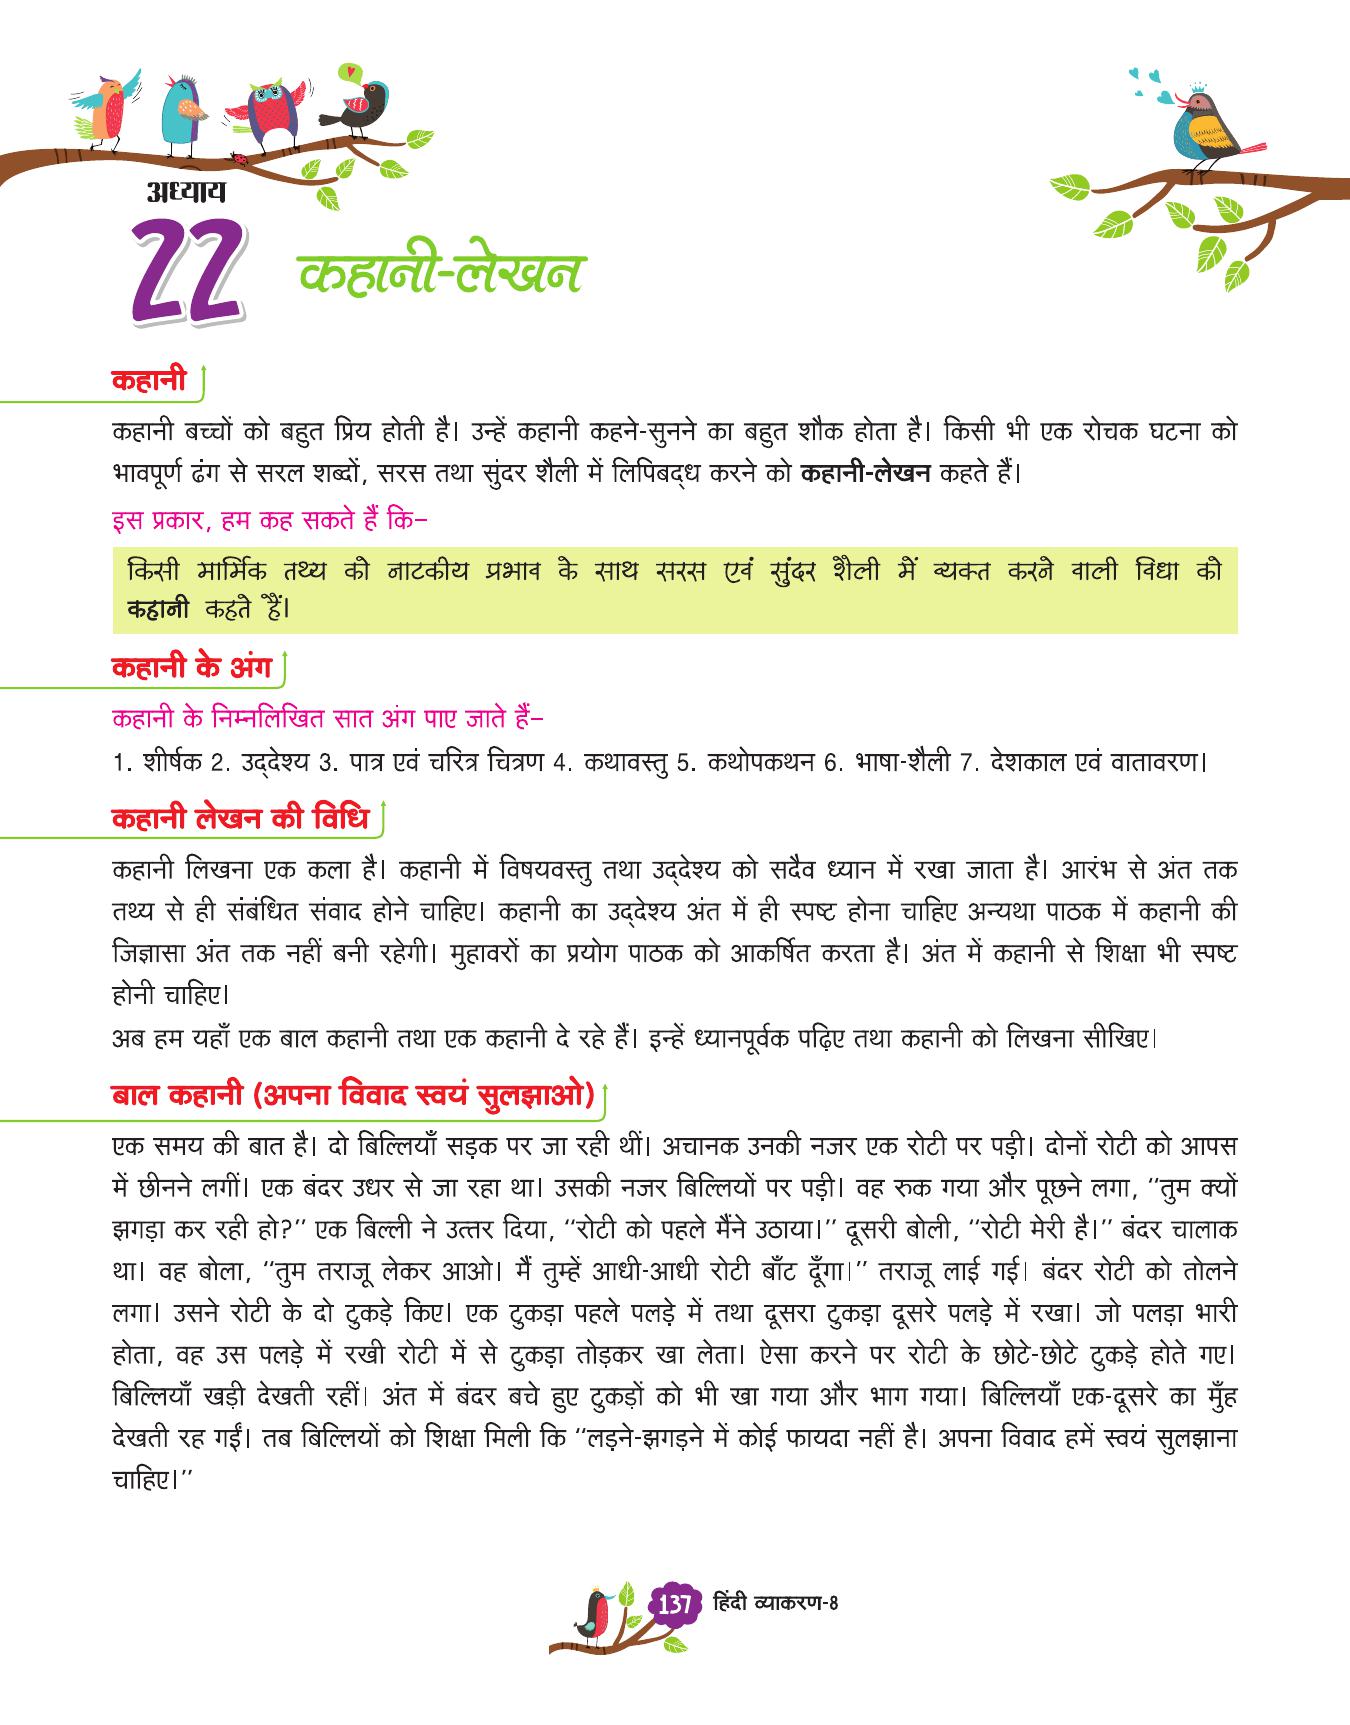 अध्याय
22
कहानी-लेखन
कहानी
कहानी बच्चों को बहुत प्रिय होती है। उन्हें कहानी कहने-सुनने का बहुत शौक होता है। किसी भी एक रोचक घटना को
भावपूर्ण ढंग से सरल शब्दों, सरस तथा सुंदर शैली में लिपिबद्ध करने को कहानी-लेखन कहते हैं।
इस प्रकार, हम कह सकते हैं कि–
किसी मार्मिक तथ्य को नाटकीय प्रभाव के साथ सरस एवं सुंदर शैली में व्यक्त करने वाली विधा को
कहानी कहते हैं।
कहानी के अंग
कहानी के निम्नलिखित सात अंग पाए जाते हैं–
1. शीर्षक 2. उद्देश्य 3. पात्र एवं चरित्र चित्रण 4. कथावस्तु 5. कथोपकथन 6. भाषा-शैली 7. देशकाल एवं वातावरण।
कहानी लेखन की विधि
कहानी लिखना एक कला है। कहानी में विषयवस्तु तथा उद्देश्य को सदैव ध्यान में रखा जाता है। आरंभ से अंत तक
तथ्य से ही संबंधित संवाद होने चाहिए। कहानी का उद्देश्य अंत में ही स्पष्ट होना चाहिए अन्यथा पाठक में कहानी की
जिज्ञासा अंत तक नहीं बनी रहेगी। मुहावरों का प्रयोग पाठक को आकर्षित करता है। अंत में कहानी से शिक्षा भी स्पष्ट
होनी चाहिए।
अब हम यहाँ एक बाल कहानी तथा एक कहानी दे रहे हैं। इन्हें ध्यानपूर्वक पढ़िए तथा कहानी को लिखना सीखिए।
बाल कहानी (अपना विवाद स्वयं सुलझाओ)
एक समय की बात है। दो बिल्लियाँ सड़क पर जा रही थीं। अचानक उनकी नजर एक रोटी पर पड़ी। दोनों रोटी को आपस
में छीनने लगीं। एक बंदर उधर से जा रहा था। उसकी नजर बिल्लियों पर पड़ी। वह रुक गया और पूछने लगा, ‘‘तुम क्यों
झगड़ा कर रही हो?’’ एक बिल्ली ने उत्तर दिया, ‘‘रोटी को पहले मैंने उठाया।’’ दूसरी बोली, ‘‘रोटी मेरी है।’’ बंदर चालाक
था। वह बोला, ‘‘तुम तराजू लेकर आओ। मैं तुम्हें आधी-आधी रोटी बाँट दूँगा।’’ तराजू लाई गई। बंदर रोटी को तोलने
लगा। उसने रोटी के दो टुकड़े किए। एक टुकड़ा पहले पलड़े में तथा दूसरा टुकड़ा दूसरे पलड़े में रखा। जो पलड़ा भारी
होता, वह उस पलड़े में रखी रोटी में से टुकड़ा तोड़कर खा लेता। ऐसा करने पर रोटी के छोटे-छोटे टुकड़े होते गए।
बिल्लियाँ खड़ी देखती रहीं। अंत में बंदर बचे हुए टुकड़ों को भी खा गया और भाग गया। बिल्लियाँ एक-दूसरे का मुँह
देखती रह गईं। तब बिल्लियों को शिक्षा मिली कि ‘‘लड़ने-झगड़ने में कोई फायदा नहीं है। अपना विवाद हमें स्वयं सुलझाना
चाहिए।’’
137 हिंदी व्याकरण-8